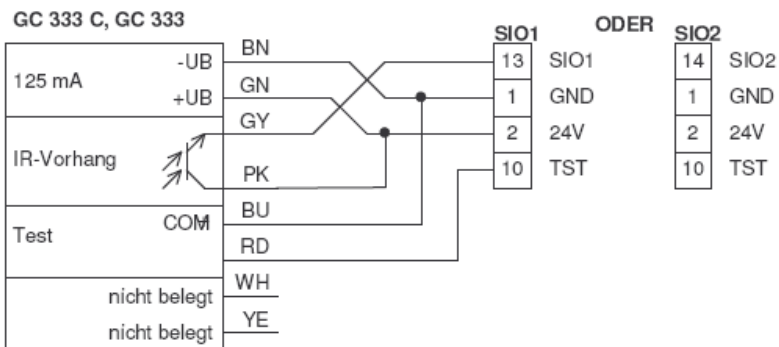 GC 333 C, GC 333
125 mA
-UB
+UB
IR-Vorhang
Test
COM
nicht belegt
nicht belegt
BN
GN
GY
PK
BU
RD
WH
YE
SIO1
ODER
SIO2
13 SIO1
1 GND
2 24V
10 TST
14 SIO2
1 GND
2 24V
10 TST